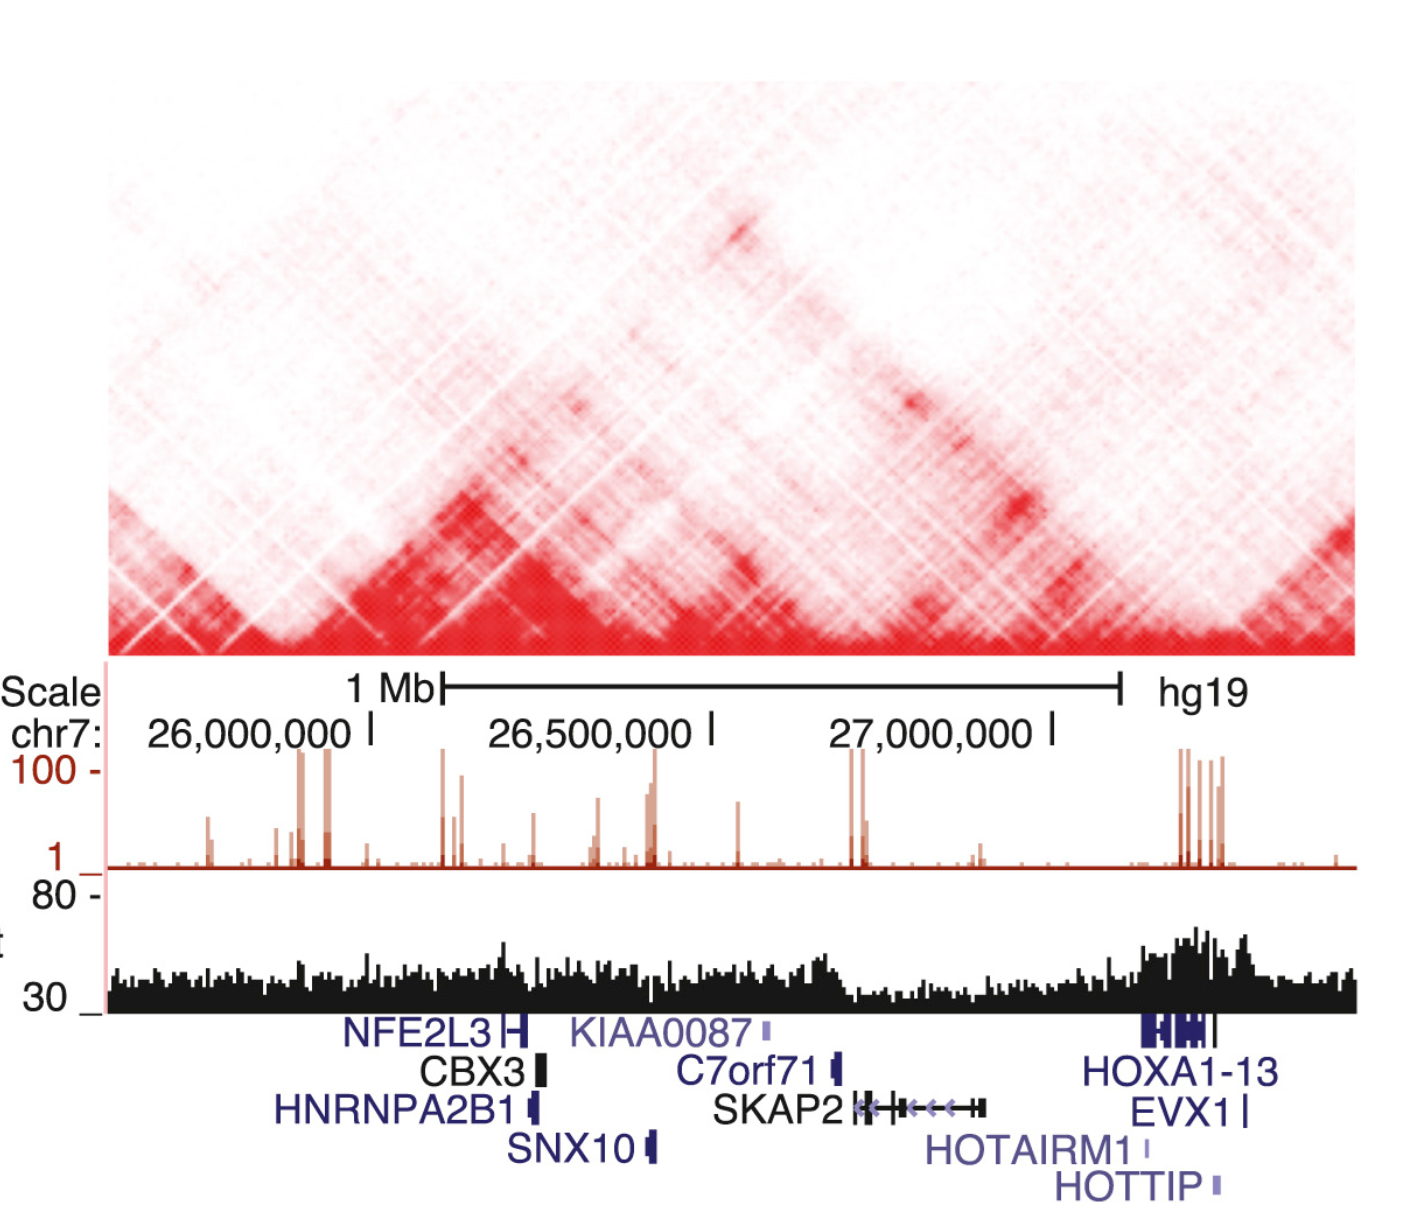 Scale 1 Mb hg19
chr7: 26,000,000 26,500,000 27,000,000
100 -
1 _
80 -
30 _
NFE2L3 KIAA0087
CBX3 C7orf71 HOXA1-13
HNRNPA2B1 SKAP2 EVX1
SNX10 HOTAIRM1
HOTTIP